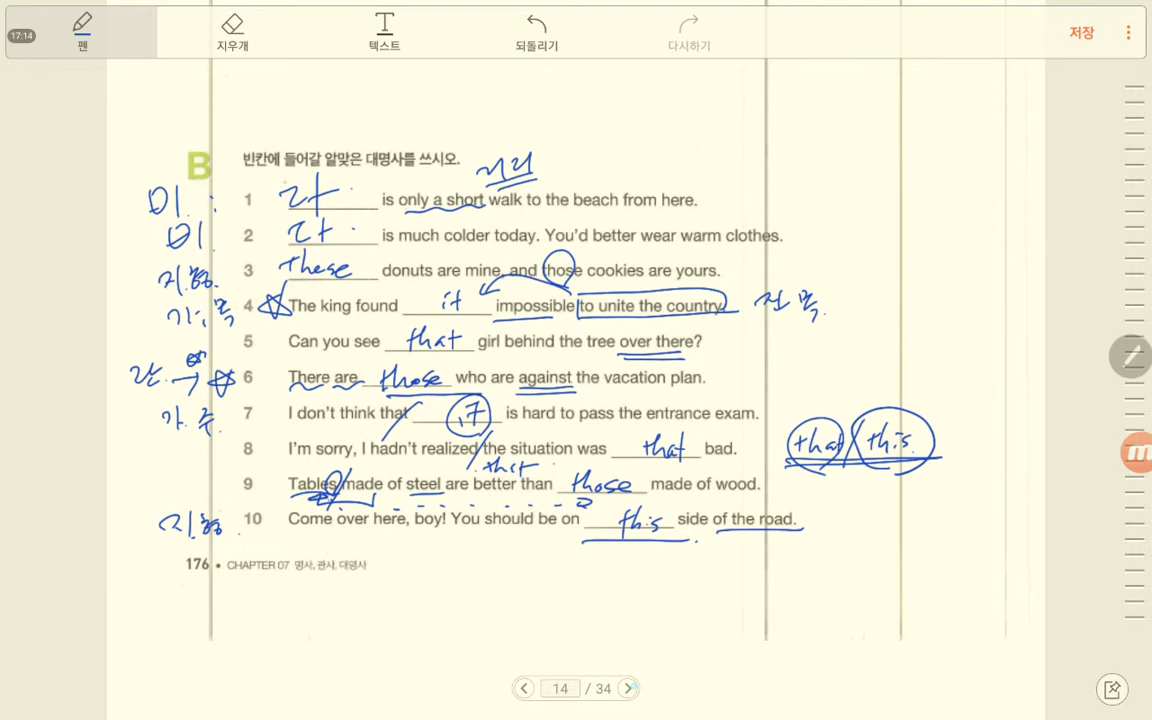 17:14 펜 지우개 텍스트 되돌리기 다시하기 저장
B 빈칸에 들어갈 알맞은 대명사를 쓰시오. 거리
1 is only a short walk to the beach from here.
2 is much colder today. You'd better wear warm clothes.
3 these donuts are mine, and those cookies are yours.
4 The king found it impossible to unite the country.
5 Can you see that girl behind the tree over there?
6 There are those who are against the vacation plan.
7 I don't think that it is hard to pass the entrance exam.
8 I'm sorry, I hadn't realized the situation was that bad. that / this
that
9 Tables made of steel are better than those made of wood.
10 Come over here, boy! You should be on this side of the road.
176 • CHAPTER 07 명사, 관사, 대명사
14 / 34